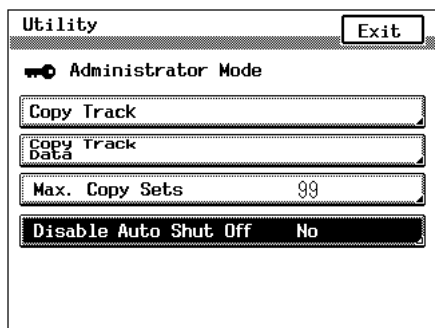 Utility
Exit
Administrator Mode
Copy Track
Copy Track
Data
Max. Copy Sets 99
Disable Auto Shut Off No